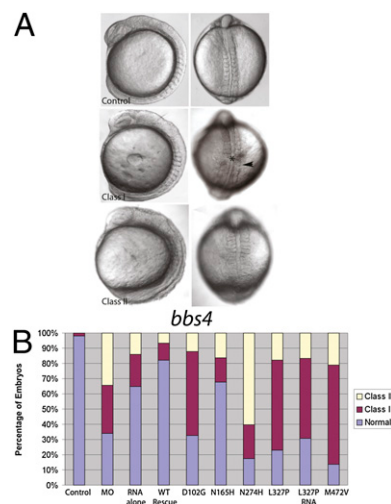 A
Control
Class I
Class II
bbs4
B
Percentage of Embryos
100%
90%
80%
70%
60%
50%
40%
30%
20%
10%
0%
Control
MO
RNA alone
WT Rescue
D102G
N165H
N274H
L327P
L327P RNA
M472V
Class II
Class I
Normal